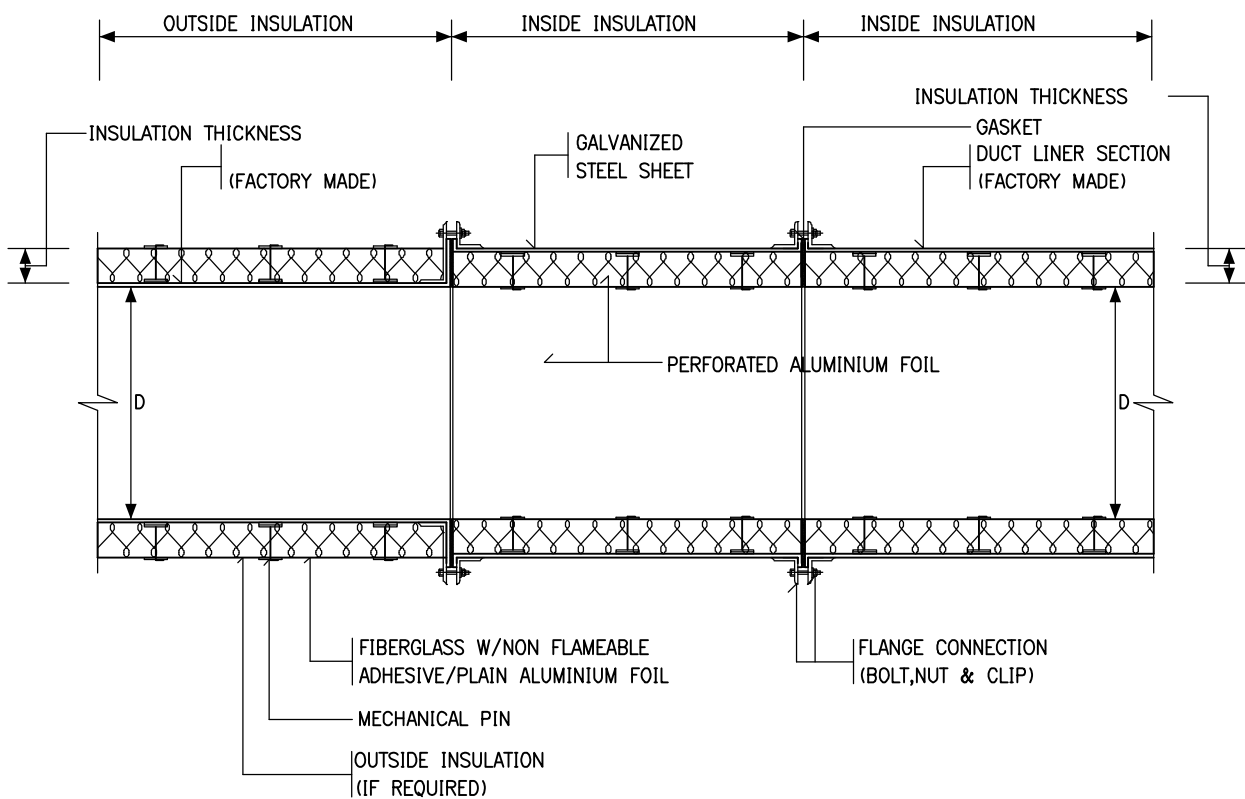 OUTSIDE INSULATION
INSIDE INSULATION
INSIDE INSULATION
INSULATION THICKNESS
INSULATION THICKNESS
(FACTORY MADE)
GALVANIZED
STEEL SHEET
GASKET
DUCT LINER SECTION
(FACTORY MADE)
PERFORATED ALUMINIUM FOIL
D
D
FIBERGLASS W/NON FLAMEABLE
ADHESIVE/PLAIN ALUMINIUM FOIL
MECHANICAL PIN
OUTSIDE INSULATION
(IF REQUIRED)
FLANGE CONNECTION
(BOLT,NUT & CLIP)